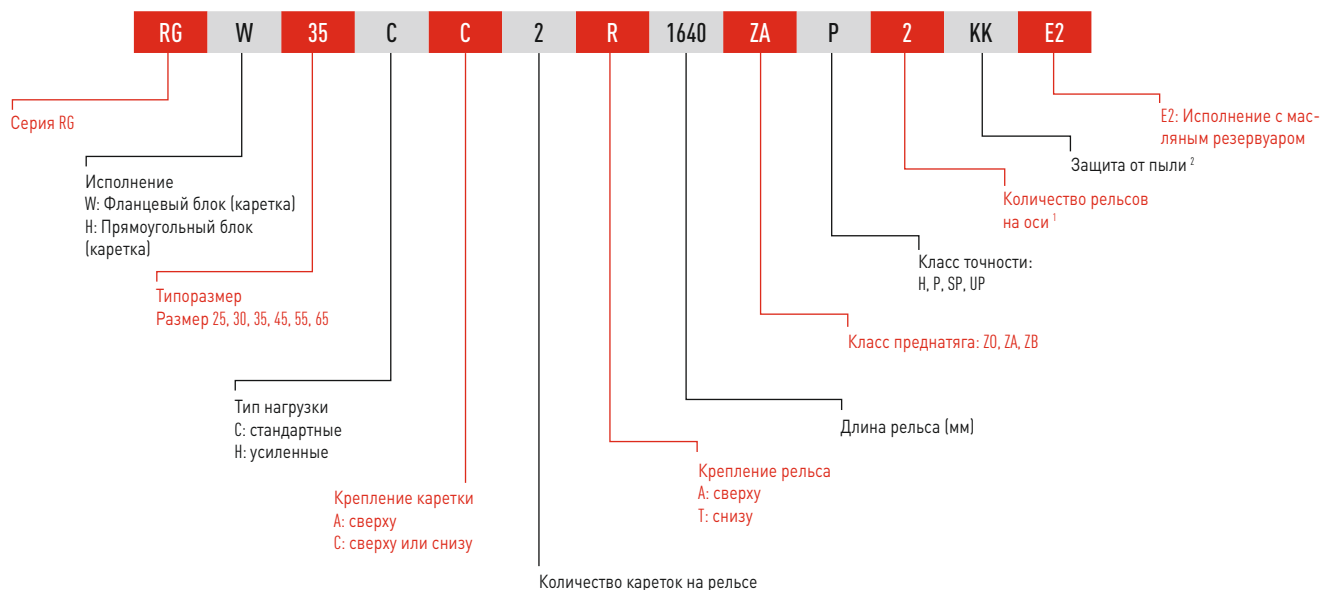 RG W 35 C C 2 R 1640 ZA P 2 KK E2
Серия RG
Исполнение
W: Фланцевый блок (каретка)
H: Прямоугольный блок
(каретка)
Типоразмер
Размер 25, 30, 35, 45, 55, 65
Тип нагрузки
C: стандартные
H: усиленные
Крепление каретки
A: сверху
C: сверху или снизу
Количество кареток на рельсе
Крепление рельса
A: сверху
T: снизу
Длина рельса (мм)
Класс преднатяга: Z0, ZA, ZB
Класс точности:
H, P, SP, UP
Количество рельсов
на оси ¹
Защита от пыли ²
E2: Исполнение с мас-
ляным резервуаром